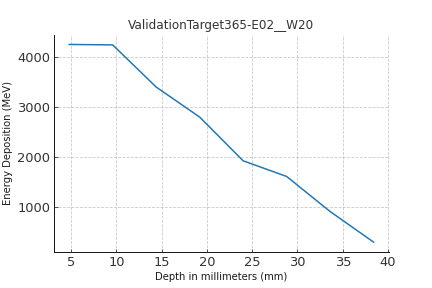 ValidationTarget365-E02__W20
Energy Deposition (MeV)
4000
3000
2000
1000
5 10 15 20 25 30 35 40
Depth in millimeters (mm)